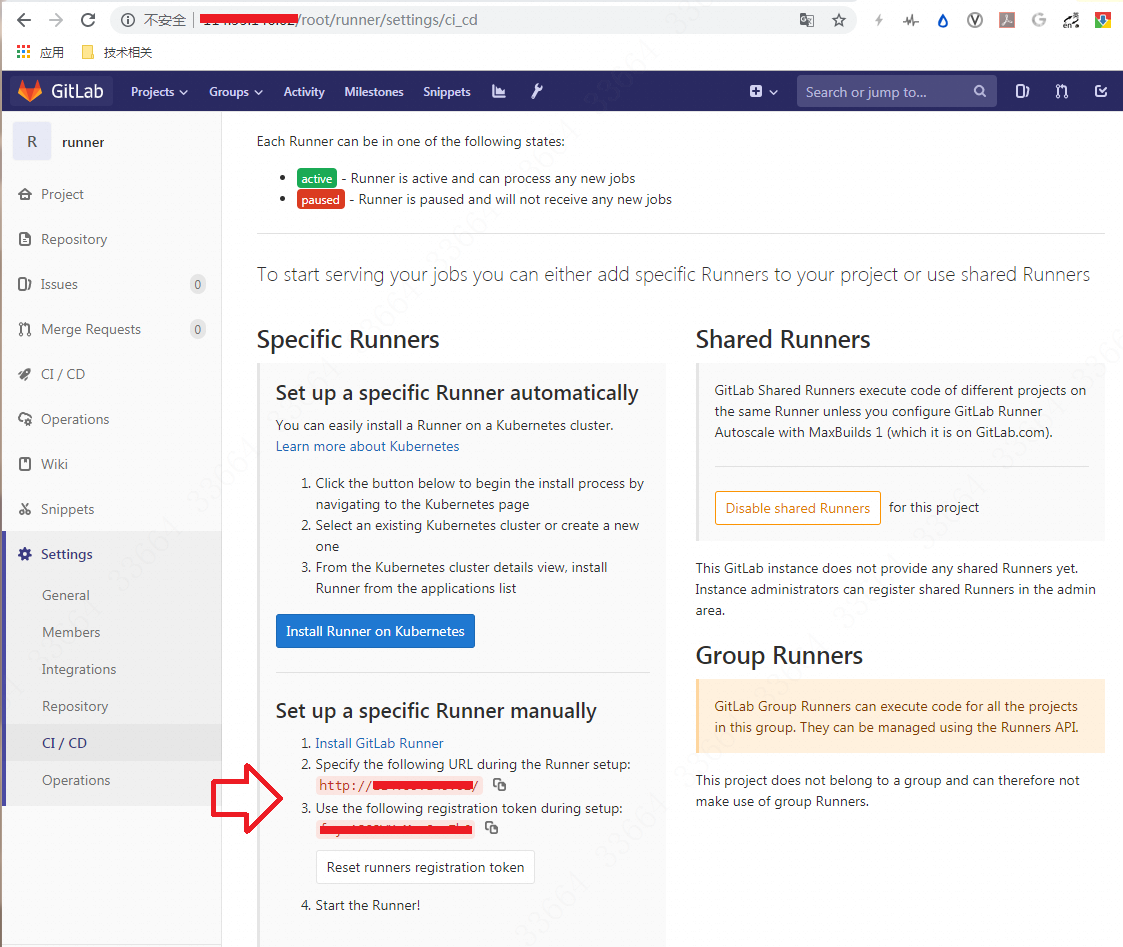 不安全 /root/runner/settings/ci_cd
应用 技术相关
GitLab Projects Groups Activity Milestones Snippets Search or jump to...
R runner
Project
Repository
Issues 0
Merge Requests 0
CI / CD
Operations
Wiki
Snippets
Settings
General
Members
Integrations
Repository
CI / CD
Operations
Each Runner can be in one of the following states:
active - Runner is active and can process any new jobs
paused - Runner is paused and will not receive any new jobs
To start serving your jobs you can either add specific Runners to your project or use shared Runners
Specific Runners
Set up a specific Runner automatically
You can easily install a Runner on a Kubernetes cluster.
Learn more about Kubernetes
1. Click the button below to begin the install process by
navigating to the Kubernetes page
2. Select an existing Kubernetes cluster or create a new
one
3. From the Kubernetes cluster details view, install
Runner from the applications list
Install Runner on Kubernetes
Set up a specific Runner manually
1. Install GitLab Runner
2. Specify the following URL during the Runner setup:
http:// /
3. Use the following registration token during setup:
Reset runners registration token
4. Start the Runner!
Shared Runners
GitLab Shared Runners execute code of different projects on
the same Runner unless you configure GitLab Runner
Autoscale with MaxBuilds 1 (which it is on GitLab.com).
Disable shared Runners for this project
This GitLab instance does not provide any shared Runners yet.
Instance administrators can register shared Runners in the admin
area.
Group Runners
GitLab Group Runners can execute code for all the projects
in this group. They can be managed using the Runners API.
This project does not belong to a group and can therefore not
make use of group Runners.
33664